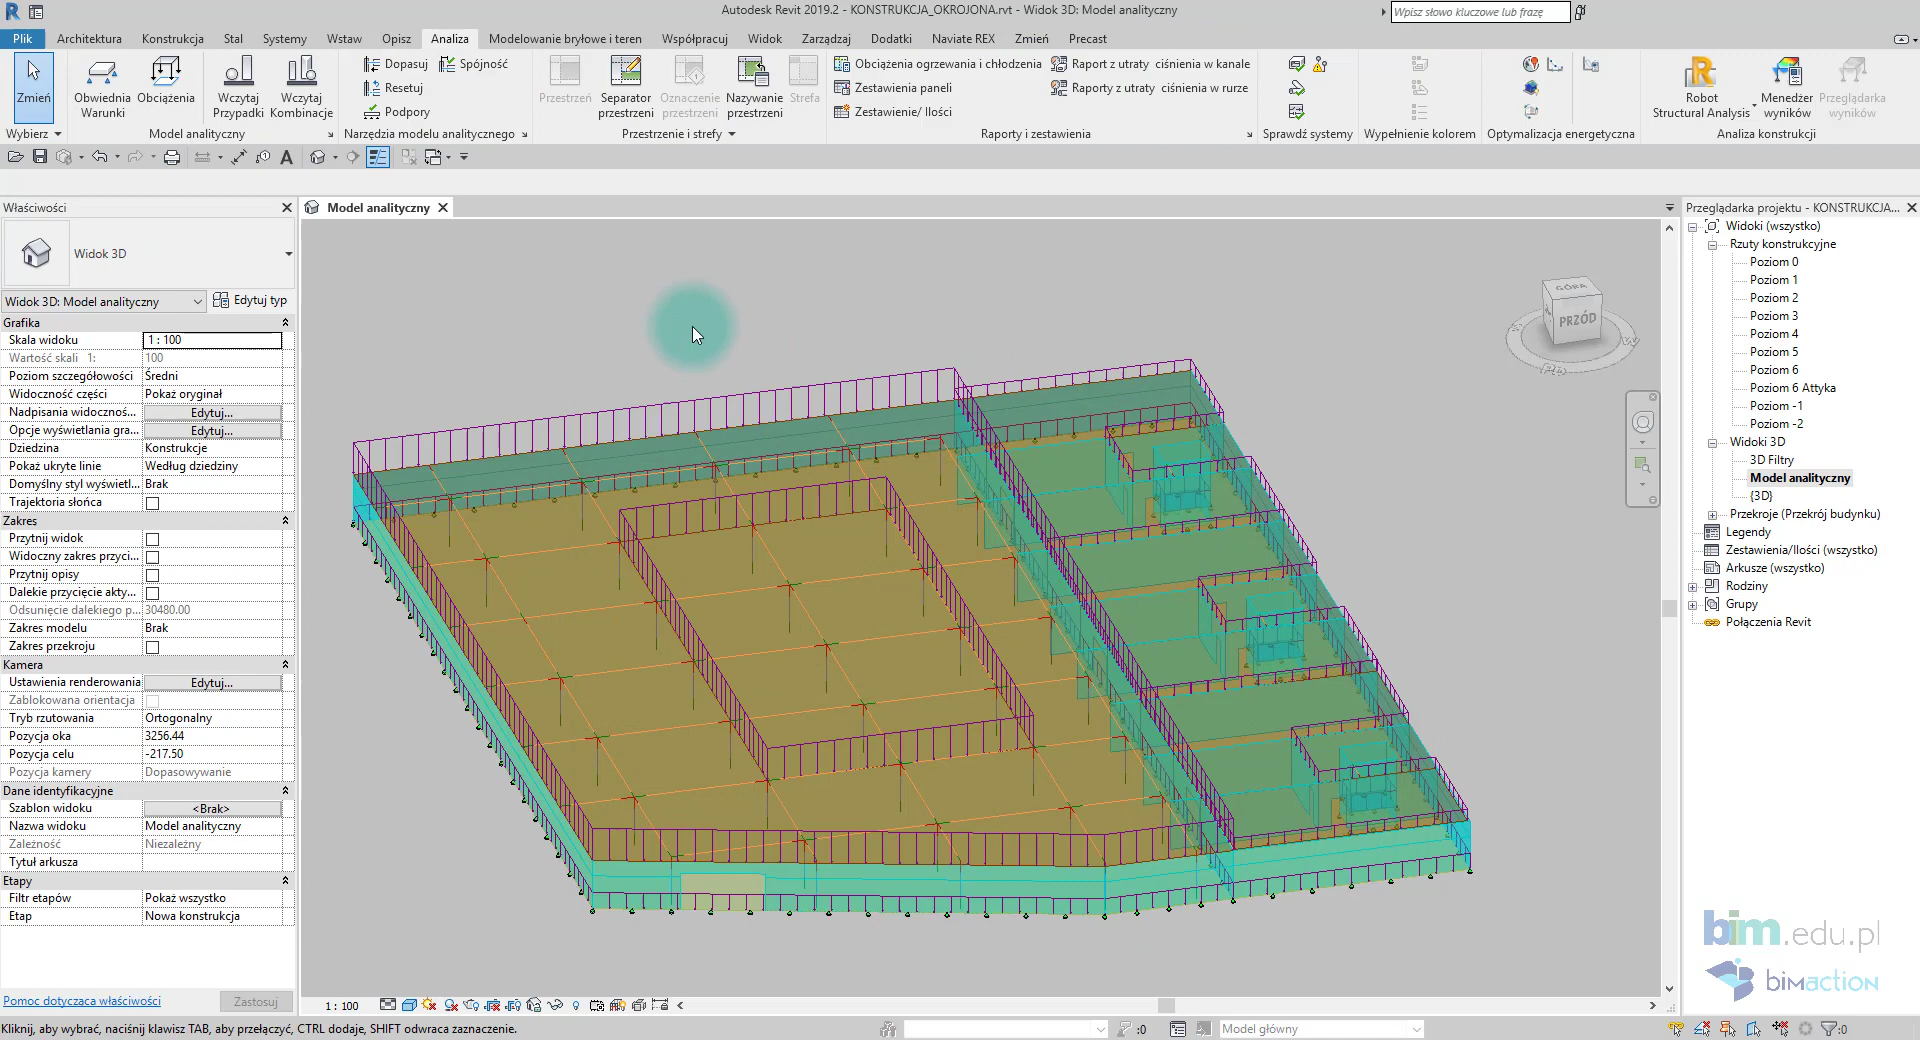 Autodesk Revit 2019.2 - KONSTRUKCJA_OKROJONA.rvt - Widok 3D: Model analityczny
Wpisz słowo kluczowe lub frazę
Plik Architektura Konstrukcja Stal Systemy Wstaw Opisz Analiza Modelowanie bryłowe i teren Współpracuj Widok Zarządzaj Dodatki Naviate REX Zmień Precast
Zmień
Wybierz
Obwiednia Warunki
Obciążenia
Wczytaj Przypadki
Wczytaj Kombinacje
Model analityczny
Dopasuj
Spójność
Resetuj
Podpory
Narzędzia modelu analitycznego
Przestrzeń
Separator przestrzeni
Oznaczenie przestrzeni
Nazywanie przestrzeni
Strefa
Przestrzenie i strefy
Obciążenia ogrzewania i chłodzenia
Zestawienia paneli
Zestawienie/ Ilości
Raport z utraty ciśnienia w kanale
Raporty z utraty ciśnienia w rurze
Raporty i zestawienia
Sprawdź systemy
Wypełnienie kolorem
Optymalizacja energetyczna
Robot Structural Analysis
Menedżer wyników
Przeglądarka wyników
Analiza konstrukcji
Właściwości
Widok 3D
Widok 3D: Model analityczny
Edytuj typ
Grafika
Skala widoku 1 : 100
Wartość skali 1: 100
Poziom szczegółowości Średni
Widoczność części Pokaż oryginał
Nadpisania widocznoś... Edytuj...
Opcje wyświetlania gra... Edytuj...
Dziedzina Konstrukcje
Pokaż ukryte linie Według dziedziny
Domyślny styl wyświetl... Brak
Trajektoria słońca
Zakres
Przytnij widok
Widoczny zakres przyci...
Przytnij opisy
Dalekie przycięcie akty...
Odsunięcie dalekiego p... 30480.00
Zakres modelu Brak
Zakres przekroju
Kamera
Ustawienia renderowania Edytuj...
Zablokowana orientacja
Tryb rzutowania Ortogonalny
Pozycja oka 3256.44
Pozycja celu -217.50
Pozycja kamery Dopasowywanie
Dane identyfikacyjne
Szablon widoku <Brak>
Nazwa widoku Model analityczny
Zależność Niezależny
Tytuł arkusza
Etapy
Filtr etapów Pokaż wszystko
Etap Nowa konstrukcja
Pomoc dotycząca właściwości
Zastosuj
Model analityczny
GÓRA
PRZÓD
1 : 100
Przeglądarka projektu - KONSTRUKCJA...
Widoki (wszystko)
Rzuty konstrukcyjne
Poziom 0
Poziom 1
Poziom 2
Poziom 3
Poziom 4
Poziom 5
Poziom 6
Poziom 6 Attyka
Poziom -1
Poziom -2
Widoki 3D
3D Filtry
Model analityczny
{3D}
Przekroje (Przekrój budynku)
Legendy
Zestawienia/Ilości (wszystko)
Arkusze (wszystko)
Rodziny
Grupy
Połączenia Revit
bim.edu.pl
bimaction
Kliknij, aby wybrać, naciśnij klawisz TAB, aby przełączyć, CTRL dodaje, SHIFT odwraca zaznaczenie.
:0
Model główny
:0